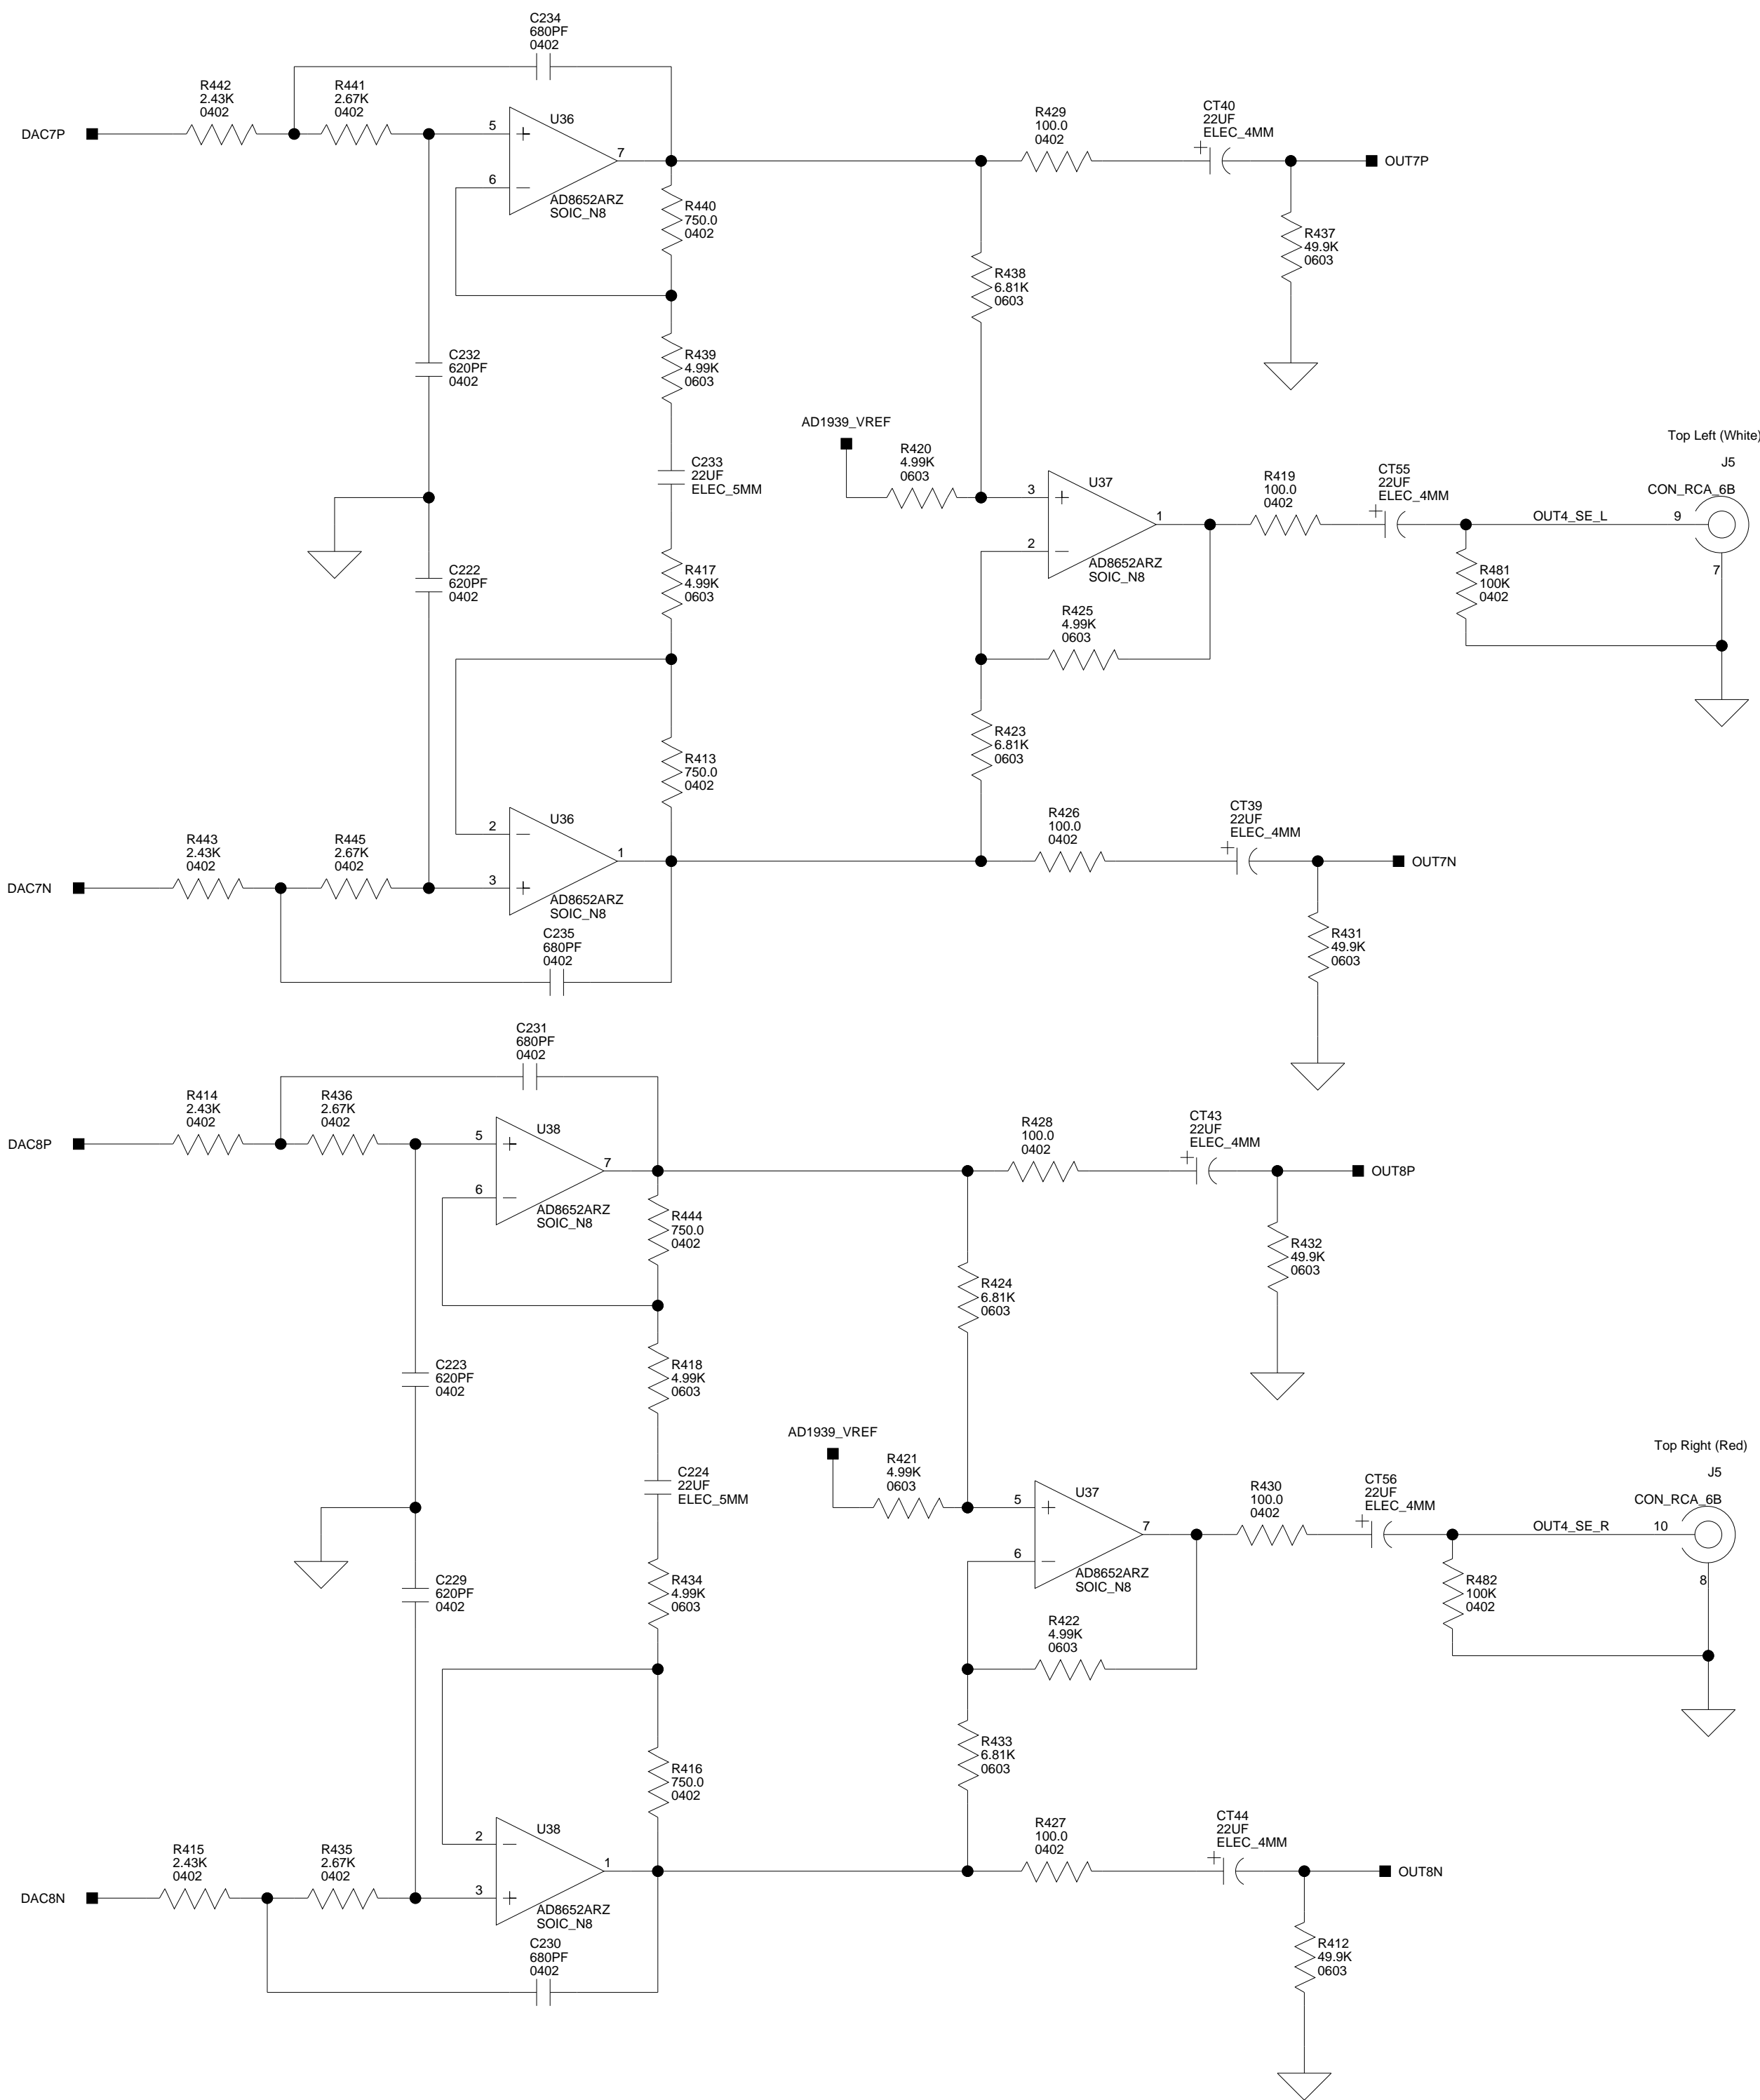 C234
680PF
0402
R442
2.43K
0402
R441
2.67K
0402
DAC7P
5
+
U36
7
6
AD8652ARZ
SOIC_N8
R440
750.0
0402
R429
100.0
0402
CT40
22UF
ELEC_4MM
+
OUT7P
R437
49.9K
0603
R438
6.81K
0603
C232
620PF
0402
R439
4.99K
0603
C233
22UF
ELEC_5MM
AD1939_VREF
R420
4.99K
0603
3
+
U37
1
2
AD8652ARZ
SOIC_N8
R419
100.0
0402
CT55
22UF
ELEC_4MM
+
Top Left (White)
J5
CON_RCA_6B
OUT4_SE_L
9
7
R481
100K
0402
C222
620PF
0402
R417
4.99K
0603
R425
4.99K
0603
R413
750.0
0402
R423
6.81K
0603
U36
2
1
3
+
AD8652ARZ
SOIC_N8
R443
2.43K
0402
R445
2.67K
0402
DAC7N
C235
680PF
0402
R426
100.0
0402
CT39
22UF
ELEC_4MM
+
OUT7N
R431
49.9K
0603
C231
680PF
0402
R414
2.43K
0402
R436
2.67K
0402
DAC8P
5
+
U38
7
6
AD8652ARZ
SOIC_N8
R444
750.0
0402
R428
100.0
0402
CT43
22UF
ELEC_4MM
+
OUT8P
R432
49.9K
0603
R424
6.81K
0603
C223
620PF
0402
R418
4.99K
0603
C224
22UF
ELEC_5MM
AD1939_VREF
R421
4.99K
0603
5
+
U37
7
6
AD8652ARZ
SOIC_N8
R430
100.0
0402
CT56
22UF
ELEC_4MM
+
Top Right (Red)
J5
CON_RCA_6B
OUT4_SE_R
10
8
R482
100K
0402
C229
620PF
0402
R434
4.99K
0603
R422
4.99K
0603
R416
750.0
0402
R433
6.81K
0603
U38
2
1
3
+
AD8652ARZ
SOIC_N8
R415
2.43K
0402
R435
2.67K
0402
DAC8N
C230
680PF
0402
R427
100.0
0402
CT44
22UF
ELEC_4MM
+
OUT8N
R412
49.9K
0603